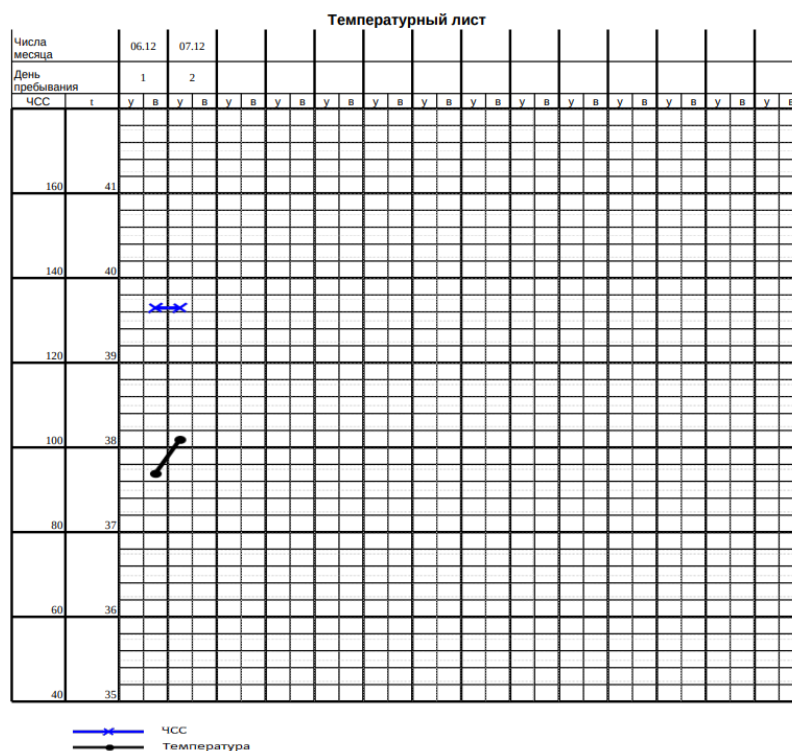 Температурный лист
Числа
месяца
06.12 07.12
День
пребывания
1 2
ЧСС t у в у в у в у в у в у в у в у в у в у в у в у в у в у в
160 41
140 40
120 39
100 38
80 37
60 36
40 35
ЧСС
Температура